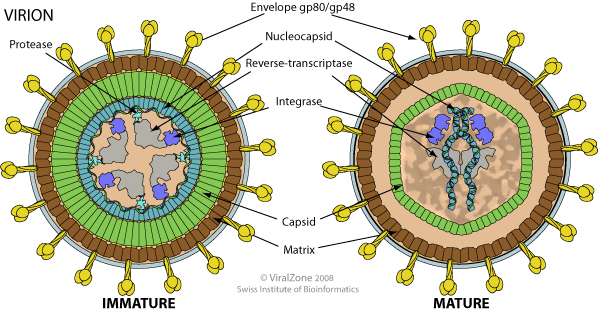 VIRION
Envelope gp80/gp48
Protease
Nucleocapsid
Reverse-transcriptase
Integrase
Capsid
Matrix
© ViralZone 2008
Swiss Institute of Bioinformatics
IMMATURE
MATURE